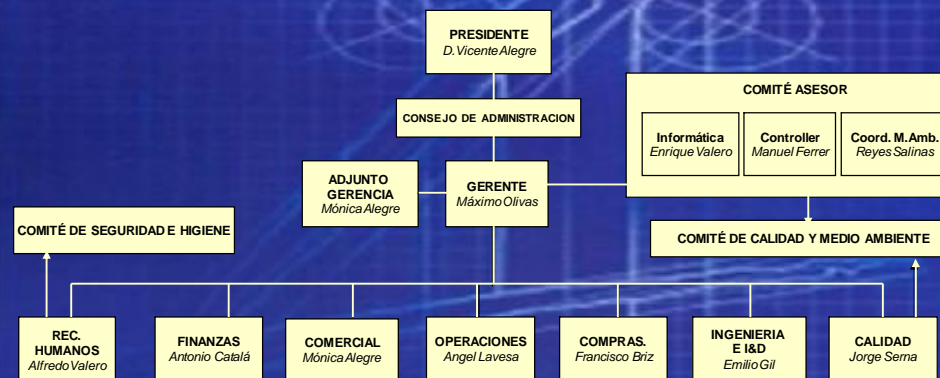 PRESIDENTE
D. Vicente Alegre
CONSEJO DE ADMINISTRACION
COMITÉ ASESOR
Informática
Enrique Valero
Controller
Manuel Ferrer
Coord. M.Amb.
Reyes Salinas
ADJUNTO
GERENCIA
Mónica Alegre
GERENTE
Máximo Olivas
COMITÉ DE SEGURIDAD E HIGIENE
COMITÉ DE CALIDAD Y MEDIO AMBIENTE
REC.
HUMANOS
Alfredo Valero
FINANZAS
Antonio Catalá
COMERCIAL
Mónica Alegre
OPERACIONES
Angel Lavesa
COMPRAS.
Francisco Briz
INGENIERIA
E I&D
Emilio Gil
CALIDAD
Jorge Serna